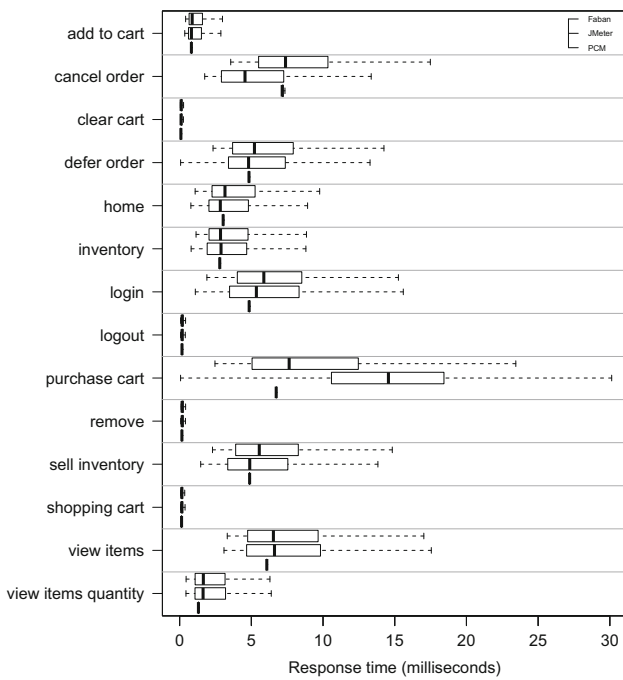 Faban
JMeter
PCM
add to cart
cancel order
clear cart
defer order
home
inventory
login
logout
purchase cart
remove
sell inventory
shopping cart
view items
view items quantity
0 5 10 15 20 25 30
Response time (milliseconds)